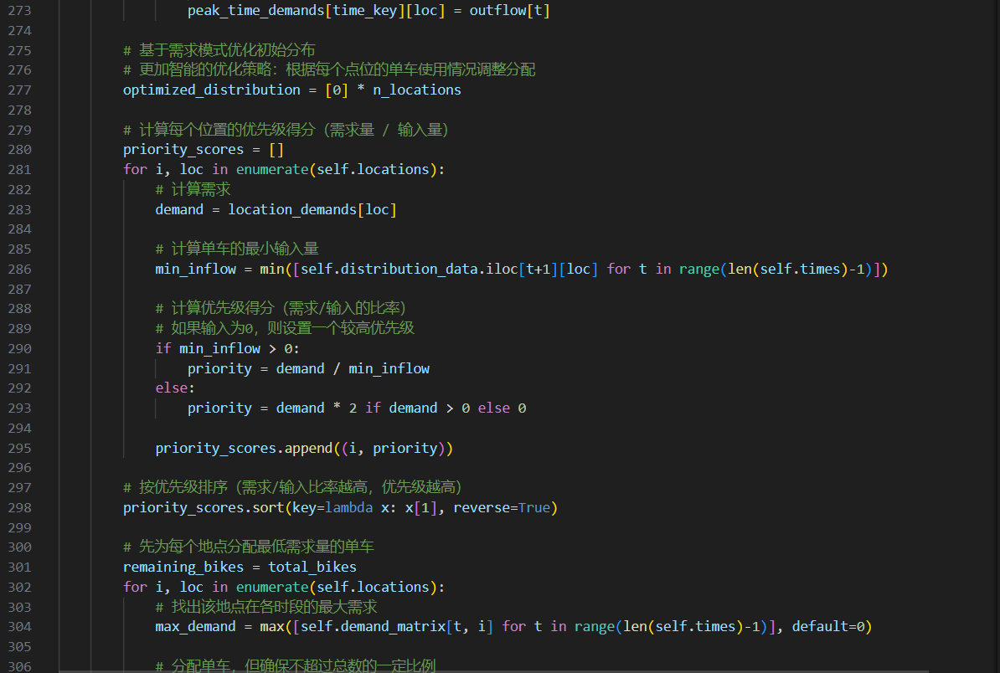 273 peak_time_demands[time_key][loc] = outflow[t]
274
275 # 基于需求模式优化初始分布
276 # 更加智能的优化策略：根据每个点位的单车使用情况调整分配
277 optimized_distribution = [0] * n_locations
278
279 # 计算每个位置的优先级得分（需求量 / 输入量）
280 priority_scores = []
281 for i, loc in enumerate(self.locations):
282 # 计算需求
283 demand = location_demands[loc]
284
285 # 计算单车的最小输入量
286 min_inflow = min([self.distribution_data.iloc[t+1][loc] for t in range(len(self.times)-1)])
287
288 # 计算优先级得分（需求/输入的比率）
289 # 如果输入为0，则设置一个较高优先级
290 if min_inflow > 0:
291 priority = demand / min_inflow
292 else:
293 priority = demand * 2 if demand > 0 else 0
294
295 priority_scores.append((i, priority))
296
297 # 按优先级排序（需求/输入比率越高，优先级越高）
298 priority_scores.sort(key=lambda x: x[1], reverse=True)
299
300 # 先为每个地点分配最低需求量的单车
301 remaining_bikes = total_bikes
302 for i, loc in enumerate(self.locations):
303 # 找出该地点在各时段的最大需求
304 max_demand = max([self.demand_matrix[t, i] for t in range(len(self.times)-1)], default=0)
305
306 # 分配单车，但确保不超过总数的一定比例